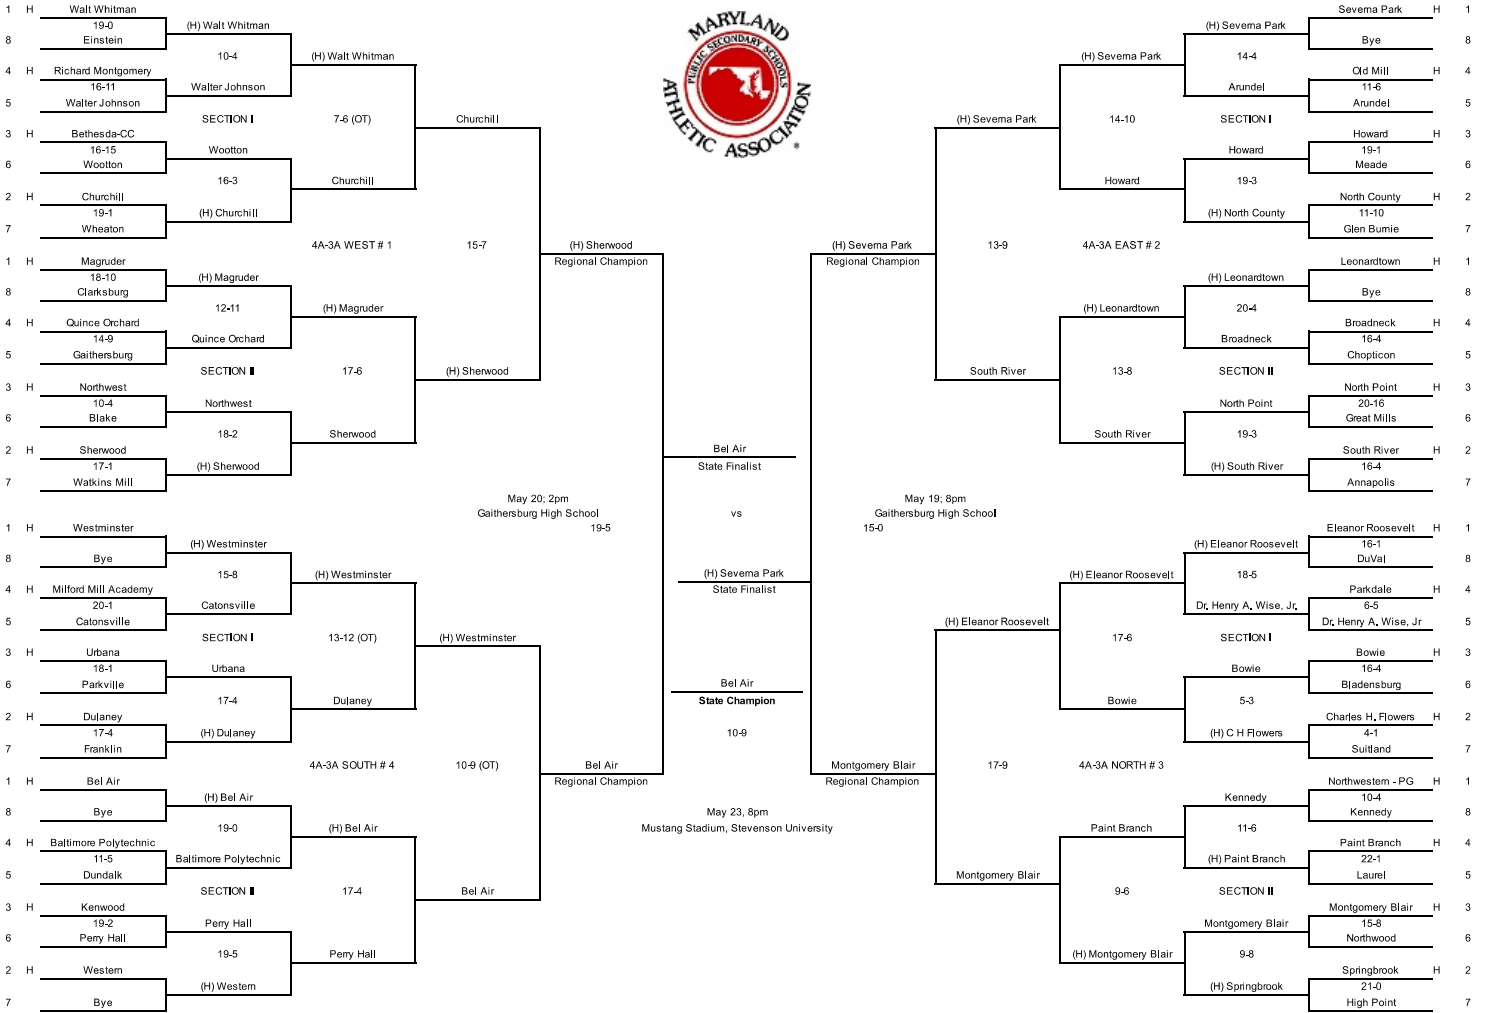 MARYLAND
PUBLIC SECONDARY SCHOOLS
ATHLETIC ASSOCIATION
®
1 H Walt Whitman
19-0
8 Einstein
(H) Walt Whitman
10-4
4 H Richard Montgomery
16-11
5 Walter Johnson
Walter Johnson
(H) Walt Whitman
SECTION I
7-6 (OT)
3 H Bethesda-CC
16-15
6 Wootton
Wootton
16-3
2 H Churchill
19-1
7 Wheaton
(H) Churchill
Churchill
Churchill
4A-3A WEST # 1
15-7
1 H Magruder
18-10
8 Clarksburg
(H) Magruder
12-11
4 H Quince Orchard
14-9
5 Gaithersburg
Quince Orchard
(H) Magruder
SECTION II
17-6
3 H Northwest
10-4
6 Blake
Northwest
18-2
2 H Sherwood
17-1
7 Watkins Mill
(H) Sherwood
Sherwood
(H) Sherwood
(H) Sherwood
Regional Champion
1 H Westminster
8 Bye
(H) Westminster
15-8
4 H Milford Mill Academy
20-1
5 Catonsville
Catonsville
(H) Westminster
SECTION I
13-12 (OT)
3 H Urbana
18-1
6 Parkville
Urbana
17-4
2 H Dulaney
17-4
7 Franklin
(H) Dulaney
Dulaney
(H) Westminster
4A-3A SOUTH # 4
10-9 (OT)
1 H Bel Air
8 Bye
(H) Bel Air
19-0
4 H Baltimore Polytechnic
11-5
5 Dundalk
Baltimore Polytechnic
(H) Bel Air
SECTION II
17-4
3 H Kenwood
19-2
6 Perry Hall
Perry Hall
19-5
2 H Western
7 Bye
(H) Western
Perry Hall
Bel Air
Bel Air
Regional Champion
May 20; 2pm
Gaithersburg High School
19-5
Bel Air
State Finalist
vs
(H) Severna Park
State Finalist
Bel Air
State Champion
10-9
May 23, 8pm
Mustang Stadium, Stevenson University
May 19; 8pm
Gaithersburg High School
15-0
Severna Park H 1
Bye 8
(H) Severna Park
14-4
Old Mill H 4
11-6
Arundel 5
Arundel
(H) Severna Park
SECTION I
14-10
Howard H 3
19-1
Meade 6
Howard
19-3
North County H 2
11-10
Glen Burnie 7
(H) North County
Howard
(H) Severna Park
4A-3A EAST # 2
13-9
Leonardtown H 1
Bye 8
(H) Leonardtown
20-4
Broadneck H 4
16-4
Chopticon 5
Broadneck
(H) Leonardtown
SECTION II
13-8
North Point H 3
20-16
Great Mills 6
North Point
19-3
South River H 2
16-4
Annapolis 7
(H) South River
South River
South River
(H) Severna Park
Regional Champion
Eleanor Roosevelt H 1
16-1
DuVal 8
(H) Eleanor Roosevelt
18-5
Parkdale H 4
6-5
Dr. Henry A. Wise, Jr 5
Dr. Henry A. Wise, Jr.
(H) Eleanor Roosevelt
SECTION I
17-6
Bowie H 3
16-4
Bladensburg 6
Bowie
5-3
Charles H. Flowers H 2
4-1
Suitland 7
(H) C H Flowers
Bowie
(H) Eleanor Roosevelt
4A-3A NORTH # 3
17-9
Northwestern - PG H 1
10-4
Kennedy 8
Kennedy
11-6
Paint Branch H 4
22-1
Laurel 5
(H) Paint Branch
Paint Branch
SECTION II
9-6
Montgomery Blair H 3
15-8
Northwood 6
Montgomery Blair
9-8
Springbrook H 2
21-0
High Point 7
(H) Springbrook
(H) Montgomery Blair
Montgomery Blair
Montgomery Blair
Regional Champion